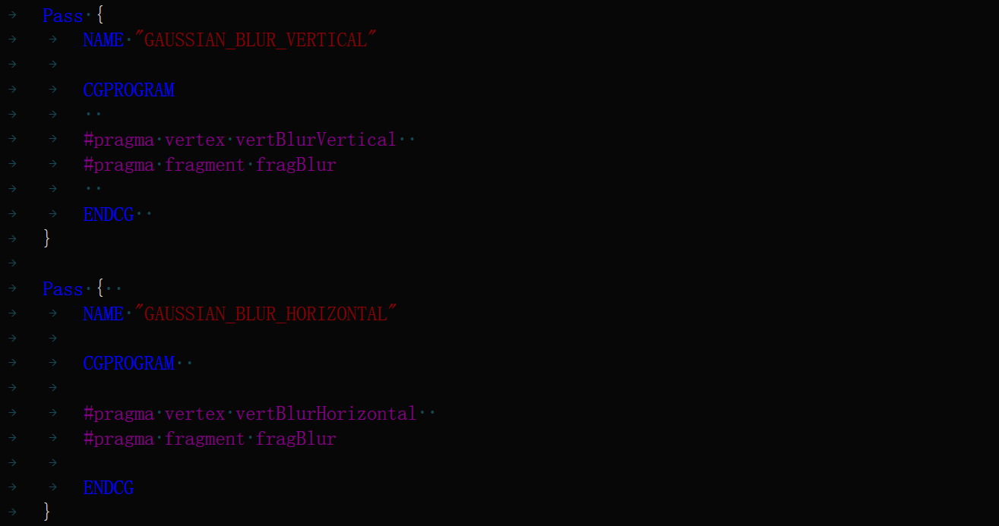 Pass {
NAME "GAUSSIAN_BLUR_VERTICAL"
CGPROGRAM
#pragma vertex vertBlurVertical
#pragma fragment fragBlur
ENDCG
}
Pass {
NAME "GAUSSIAN_BLUR_HORIZONTAL"
CGPROGRAM
#pragma vertex vertBlurHorizontal
#pragma fragment fragBlur
ENDCG
}